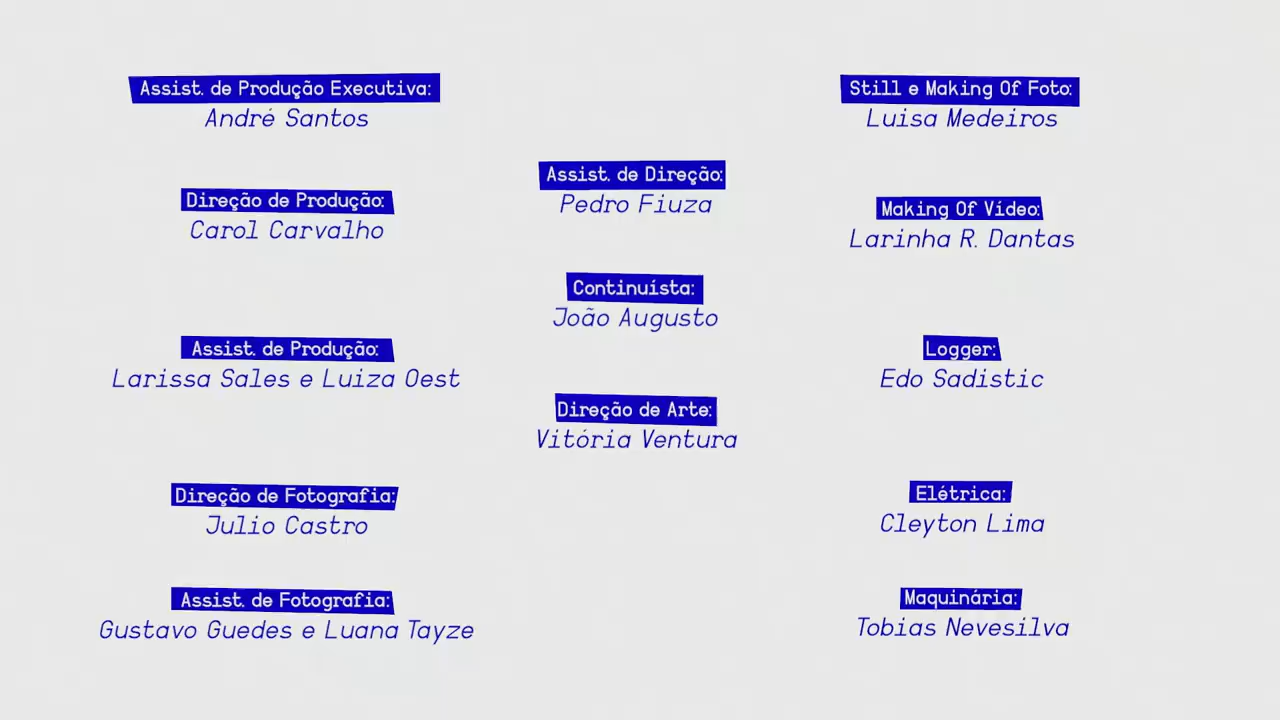 Assist. de Produção Executiva:
André Santos
Direção de Produção:
Carol Carvalho
Assist. de Produção:
Larissa Sales e Luiza Oest
Direção de Fotografia:
Julio Castro
Assist. de Fotografia:
Gustavo Guedes e Luana Tayze
Assist. de Direção:
Pedro Fiuza
Continuísta:
João Augusto
Direção de Arte:
Vitória Ventura
Still e Making Of Foto:
Luisa Medeiros
Making Of Vídeo:
Larinha R. Dantas
Logger:
Edo Sadistic
Elétrica:
Cleyton Lima
Maquinária:
Tobias Nevesilva